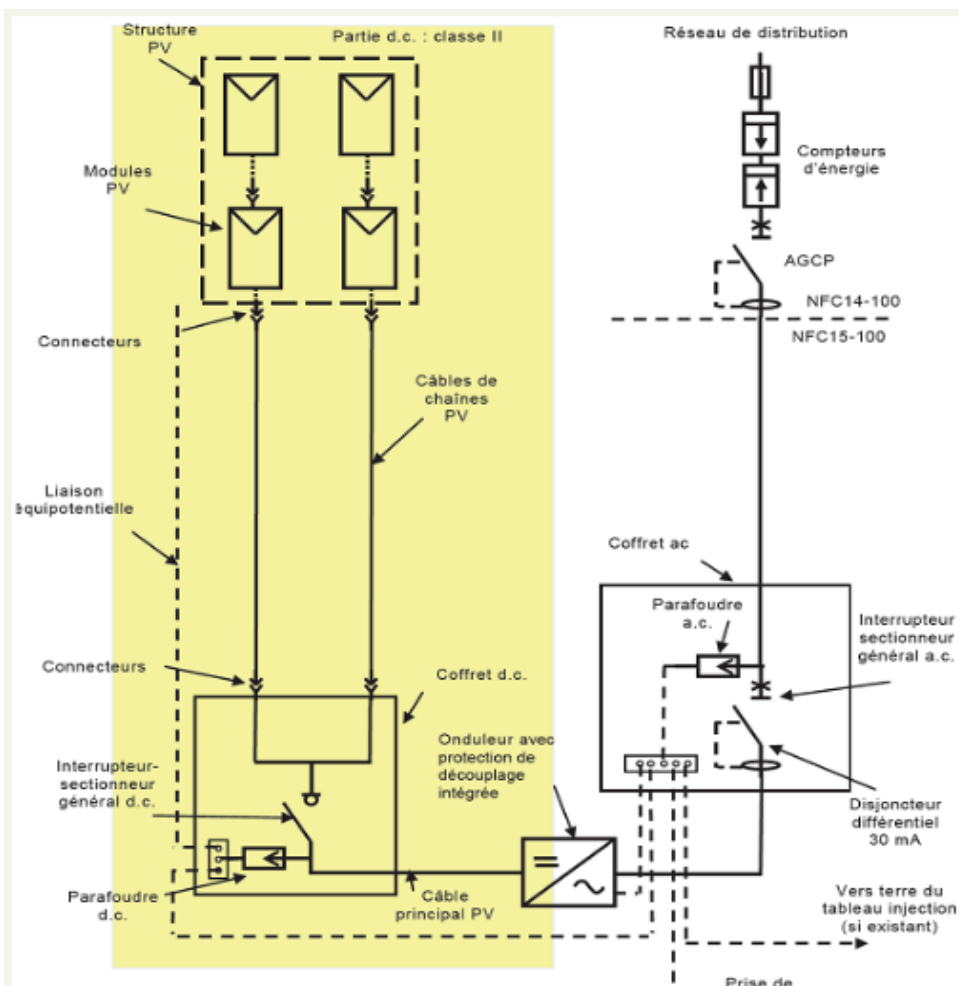 Structure
PV
Partie d.c. : classe II
Réseau de distribution
Modules
PV
Compteurs
d'énergie
AGCP
NFC14-100
NFC15-100
Connecteurs
Câbles de
chaînes
PV
Liaison
équipotentielle
Coffret ac
Parafoudre
a.c.
Interrupteur
sectionneur
général a.c.
Connecteurs
Coffret d.c.
Onduleur avec
protection de
découplage
intégrée
Interrupteur-
sectionneur
général d.c.
Disjoncteur
différentiel
30 mA
Parafoudre
d.c.
Câble
principal PV
Vers terre du
tableau injection
(si existant)
Prise de